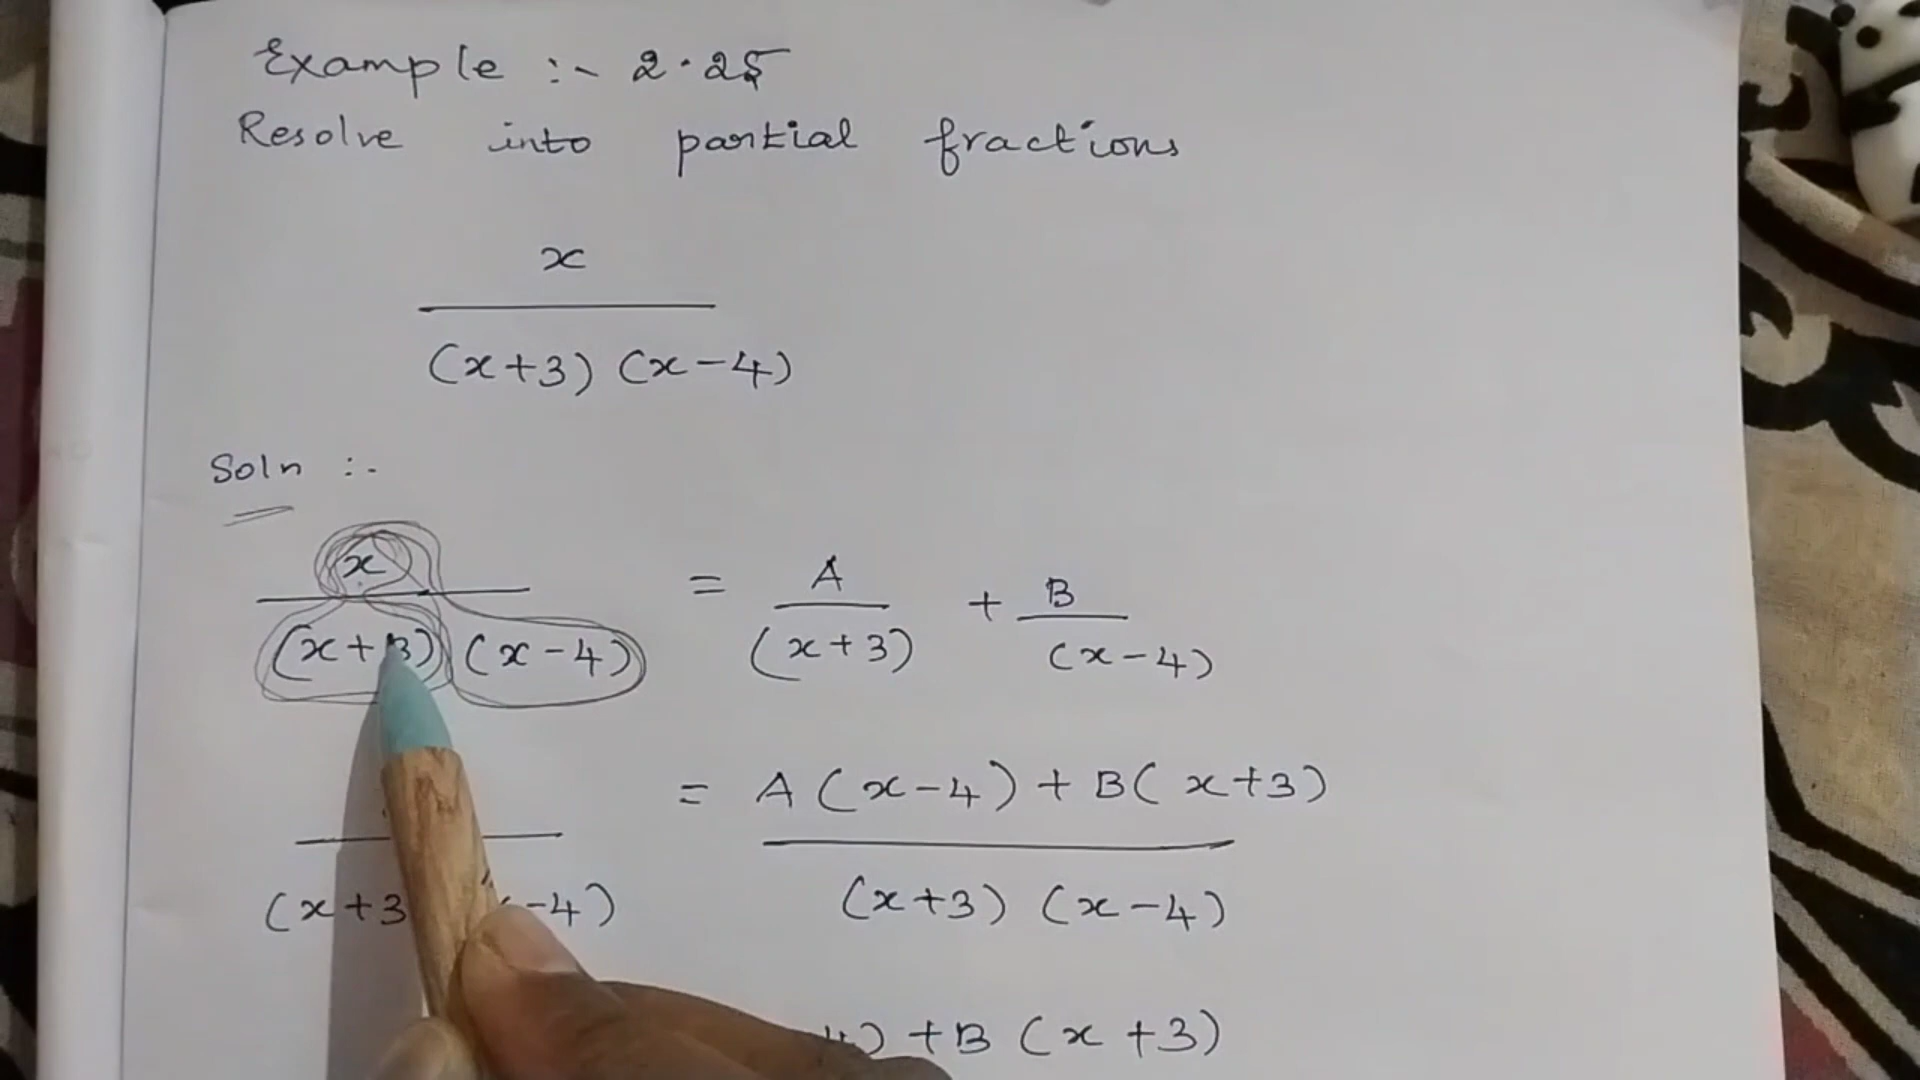 Example :- 2.25
Resolve into partial fractions
x
(x+3) (x-4)
Soln :-
x / (x+3) (x-4) = A / (x+3) + B / (x-4)
(x+3 -4) = A(x-4) + B(x+3) / (x+3) (x-4)
4) + B (x+3)